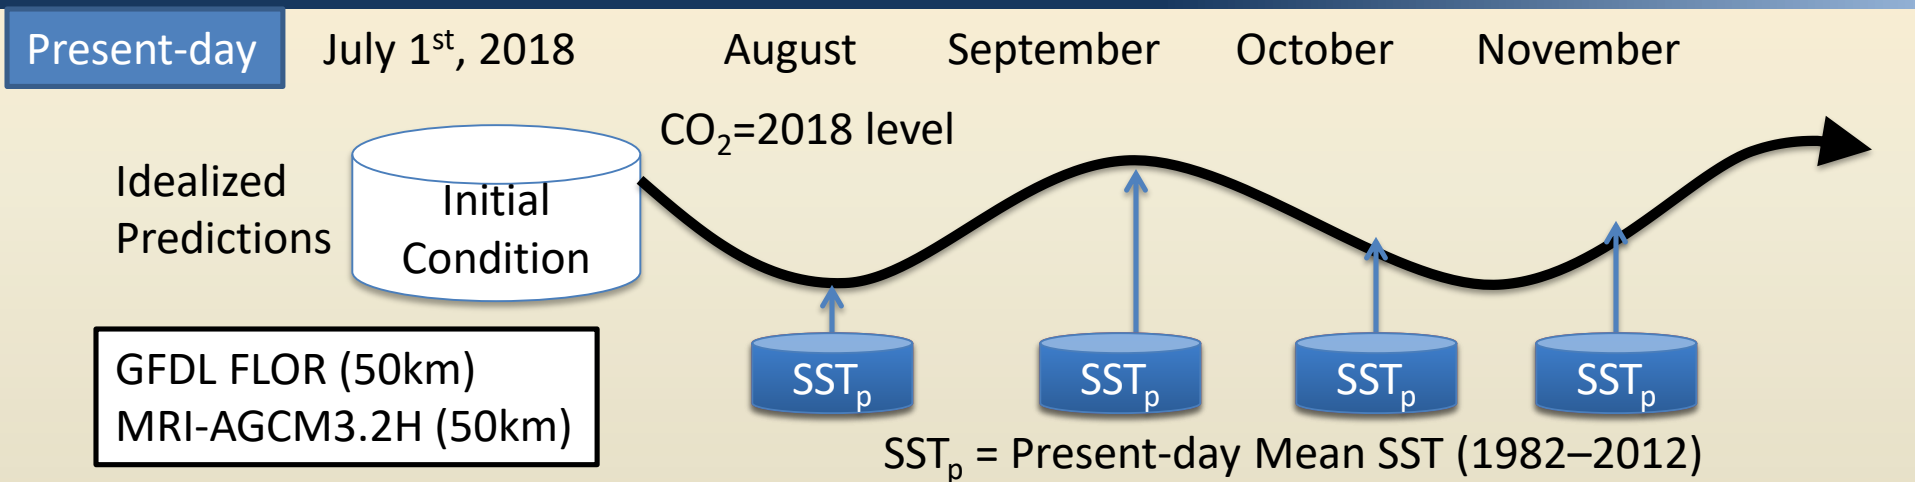 Present-day July 1st, 2018 August September October November
CO2=2018 level
Idealized
Predictions
Initial
Condition
GFDL FLOR (50km)
MRI-AGCM3.2H (50km)
SSTp SSTp SSTp SSTp
SSTp = Present-day Mean SST (1982–2012)